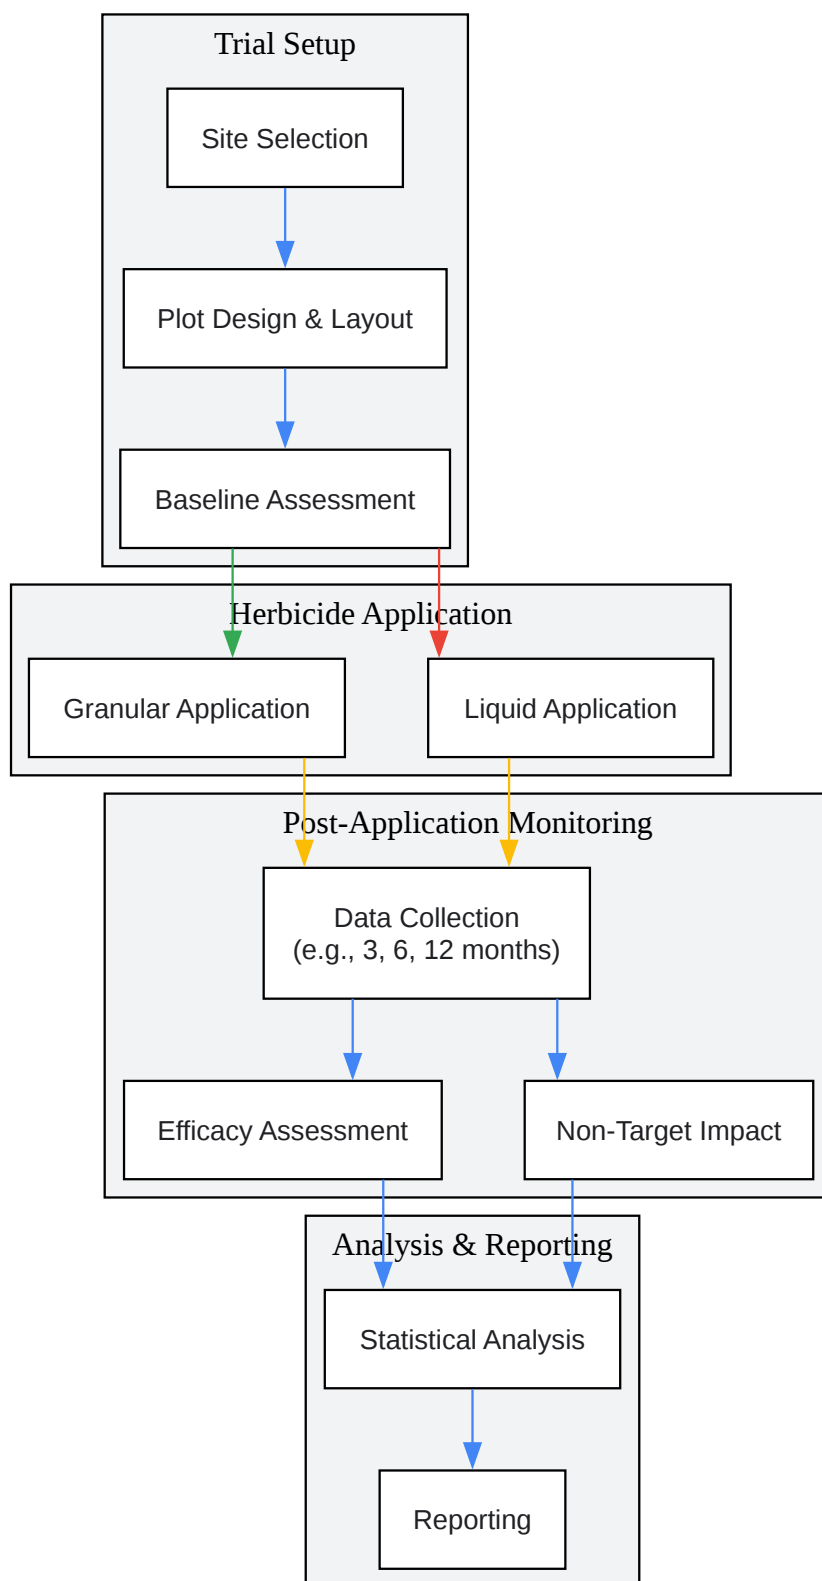 Trial Setup
Site Selection
Plot Design & Layout
Baseline Assessment
Herbicide Application
Granular Application
Liquid Application
Post-Application Monitoring
Data Collection
(e.g., 3, 6, 12 months)
Efficacy Assessment
Non-Target Impact
Analysis & Reporting
Statistical Analysis
Reporting